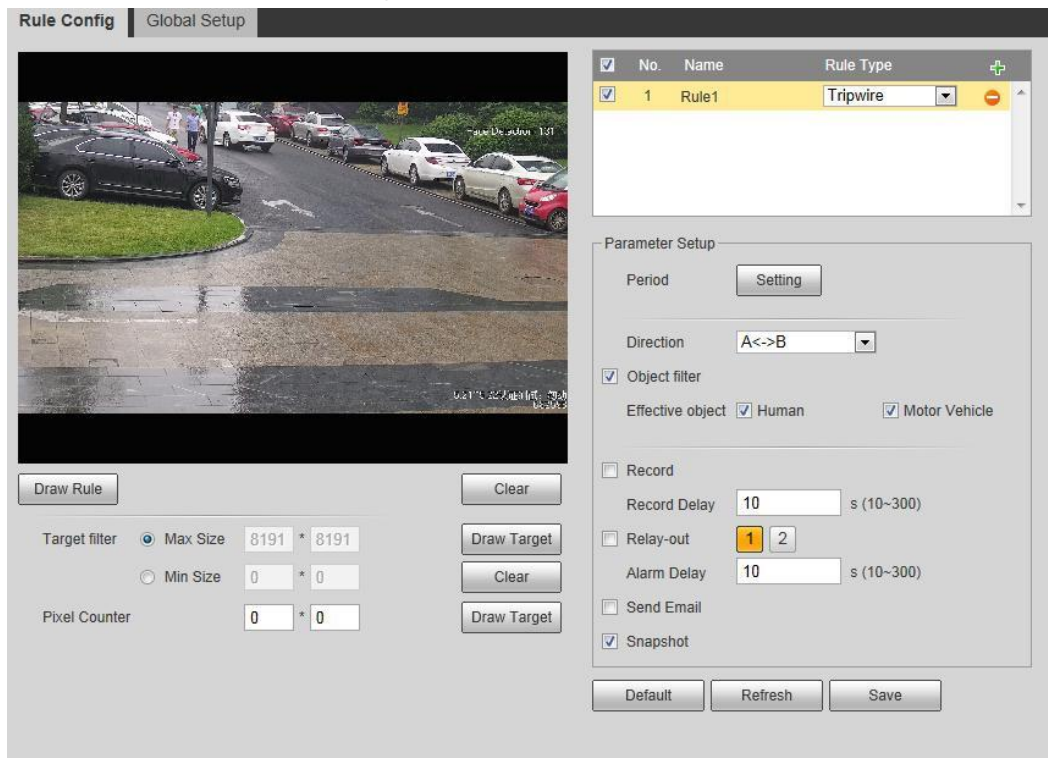 Rule Config Global Setup
No. Name Rule Type
1 Rule1 Tripwire
Parameter Setup
Period Setting
Direction A<->B
Object filter
Effective object Human Motor Vehicle
Record
Record Delay 10 s (10~300)
Relay-out 1 2
Alarm Delay 10 s (10~300)
Send Email
Snapshot
Default Refresh Save
Face Detection 131
Draw Rule Clear
Target filter Max Size 8191 * 8191 Draw Target
Min Size 0 * 0 Clear
Pixel Counter 0 * 0 Draw Target